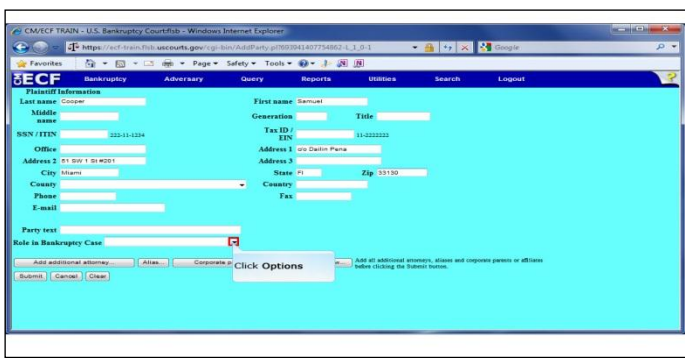 CM/ECF TRAIN - U.S. Bankruptcy Court:flsb - Windows Internet Explorer
https://ecf-train.flsb.uscourts.gov/cgi-bin/AddParty.pl?
Google
Favorites Page Safety Tools
ECF Bankruptcy Adversary Query Reports Utilities Search Logout ?
Plaintiff Information
Last name Cooper First name Samuel
Middle name Generation Title
SSN / ITIN 222-11-1234 Tax ID / EIN 11-2222222
Office Address 1 c/o Dailin Pena
Address 2 51 SW 1 St #201 Address 3
City Miami State Fl Zip 33130
County Country
Phone Fax
E-mail
Party text
Role in Bankruptcy Case
Add additional attorney... Alias... Corporate p Add all additional attorneys, aliases and corporate parents or affiliates
before clicking the Submit button.
Click Options
Submit Cancel Clear